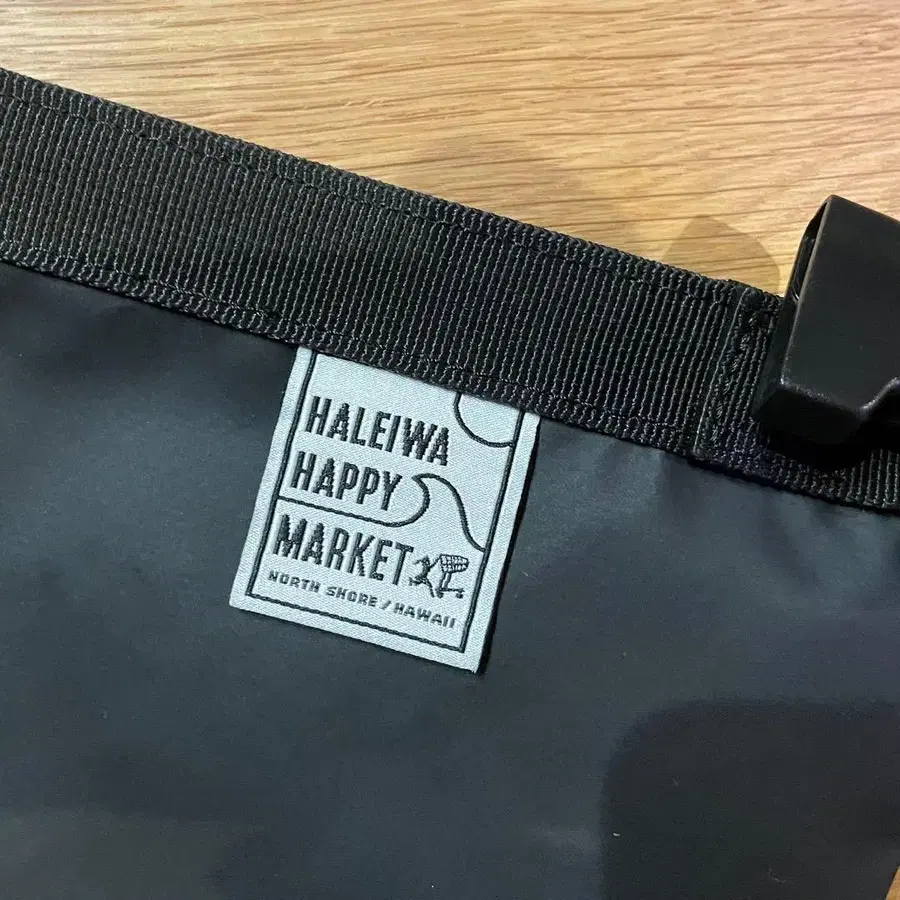 HALEIWA
HAPPY
MARKET
NORTH SHORE / HAWAII